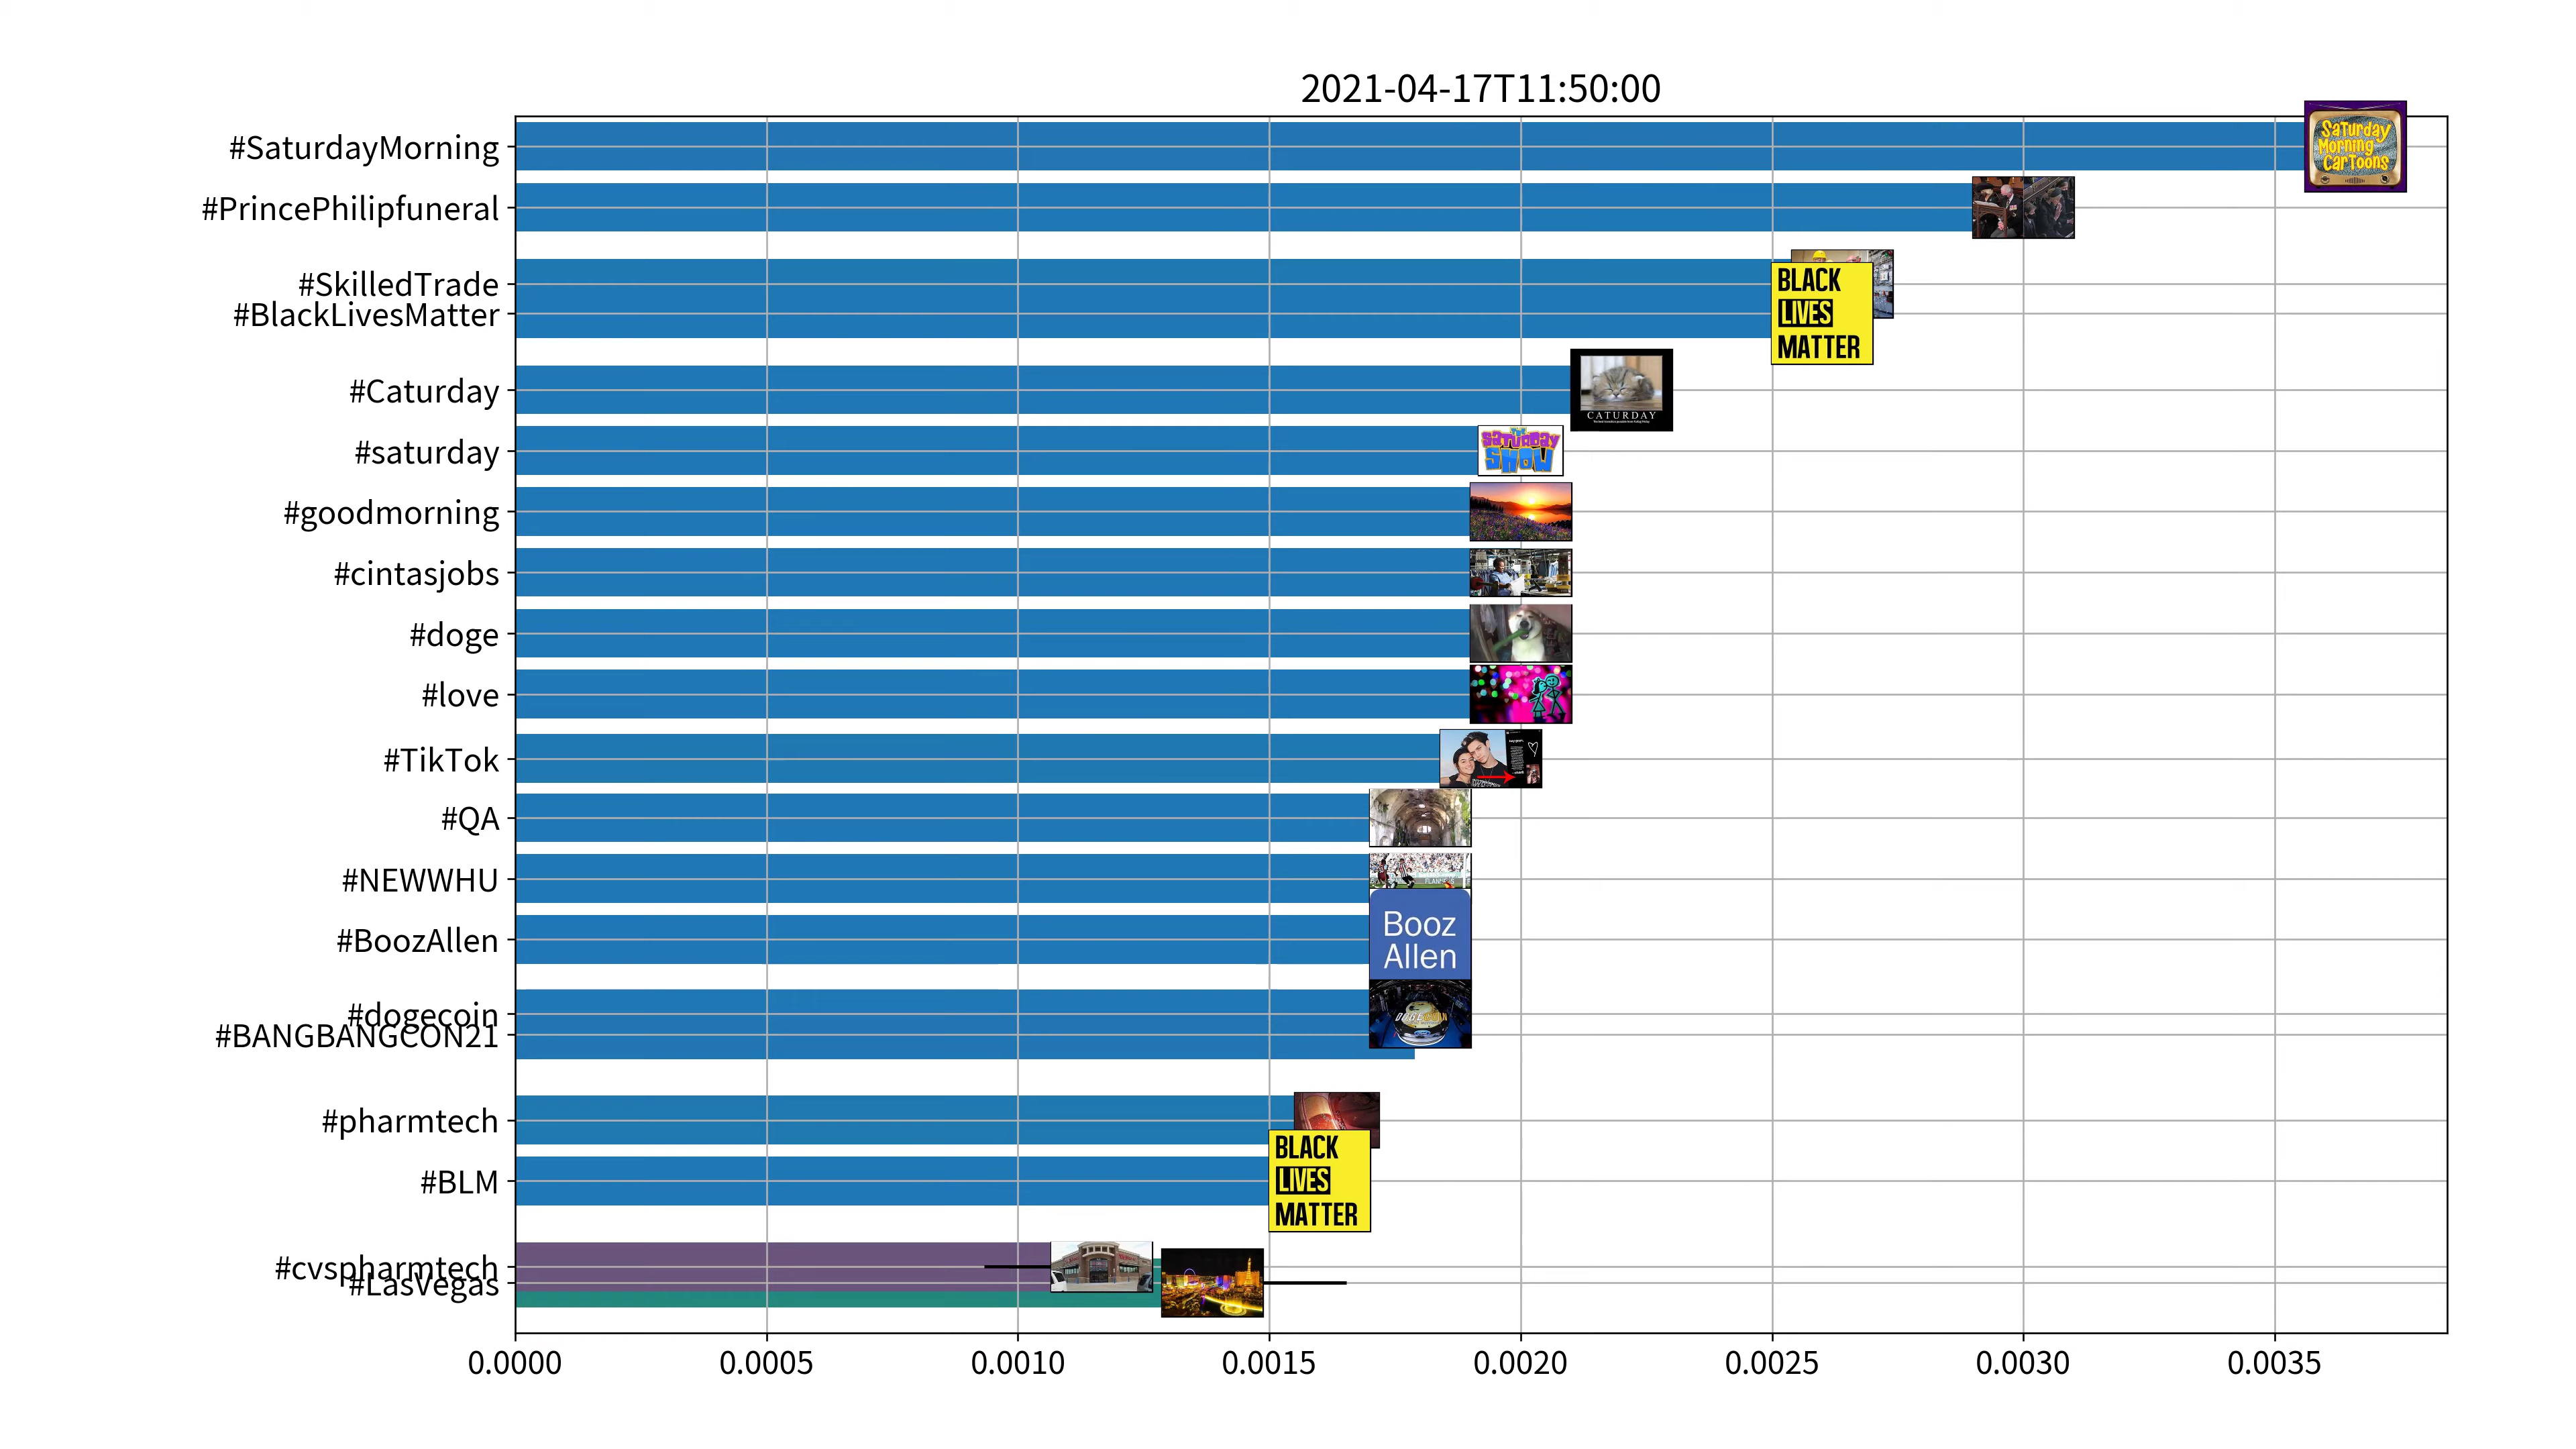 2021-04-17T11:50:00
#SaturdayMorning
SaTurday
Morning
CarToons
#PrincePhilipfuneral
#SkilledTrade
#BlackLivesMatter
BLACK
LIVES
MATTER
#Caturday
CATURDAY
#saturday
THE
SATURDAY
SHOW
#goodmorning
#cintasjobs
#doge
#love
#TikTok
#QA
#NEWWHU
#BoozAllen
Booz
Allen
#dogecoin
#BANGBANGCON21
#pharmtech
#BLM
BLACK
LIVES
MATTER
#cvspharmtech
#LasVegas
0.0000 0.0005 0.0010 0.0015 0.0020 0.0025 0.0030 0.0035